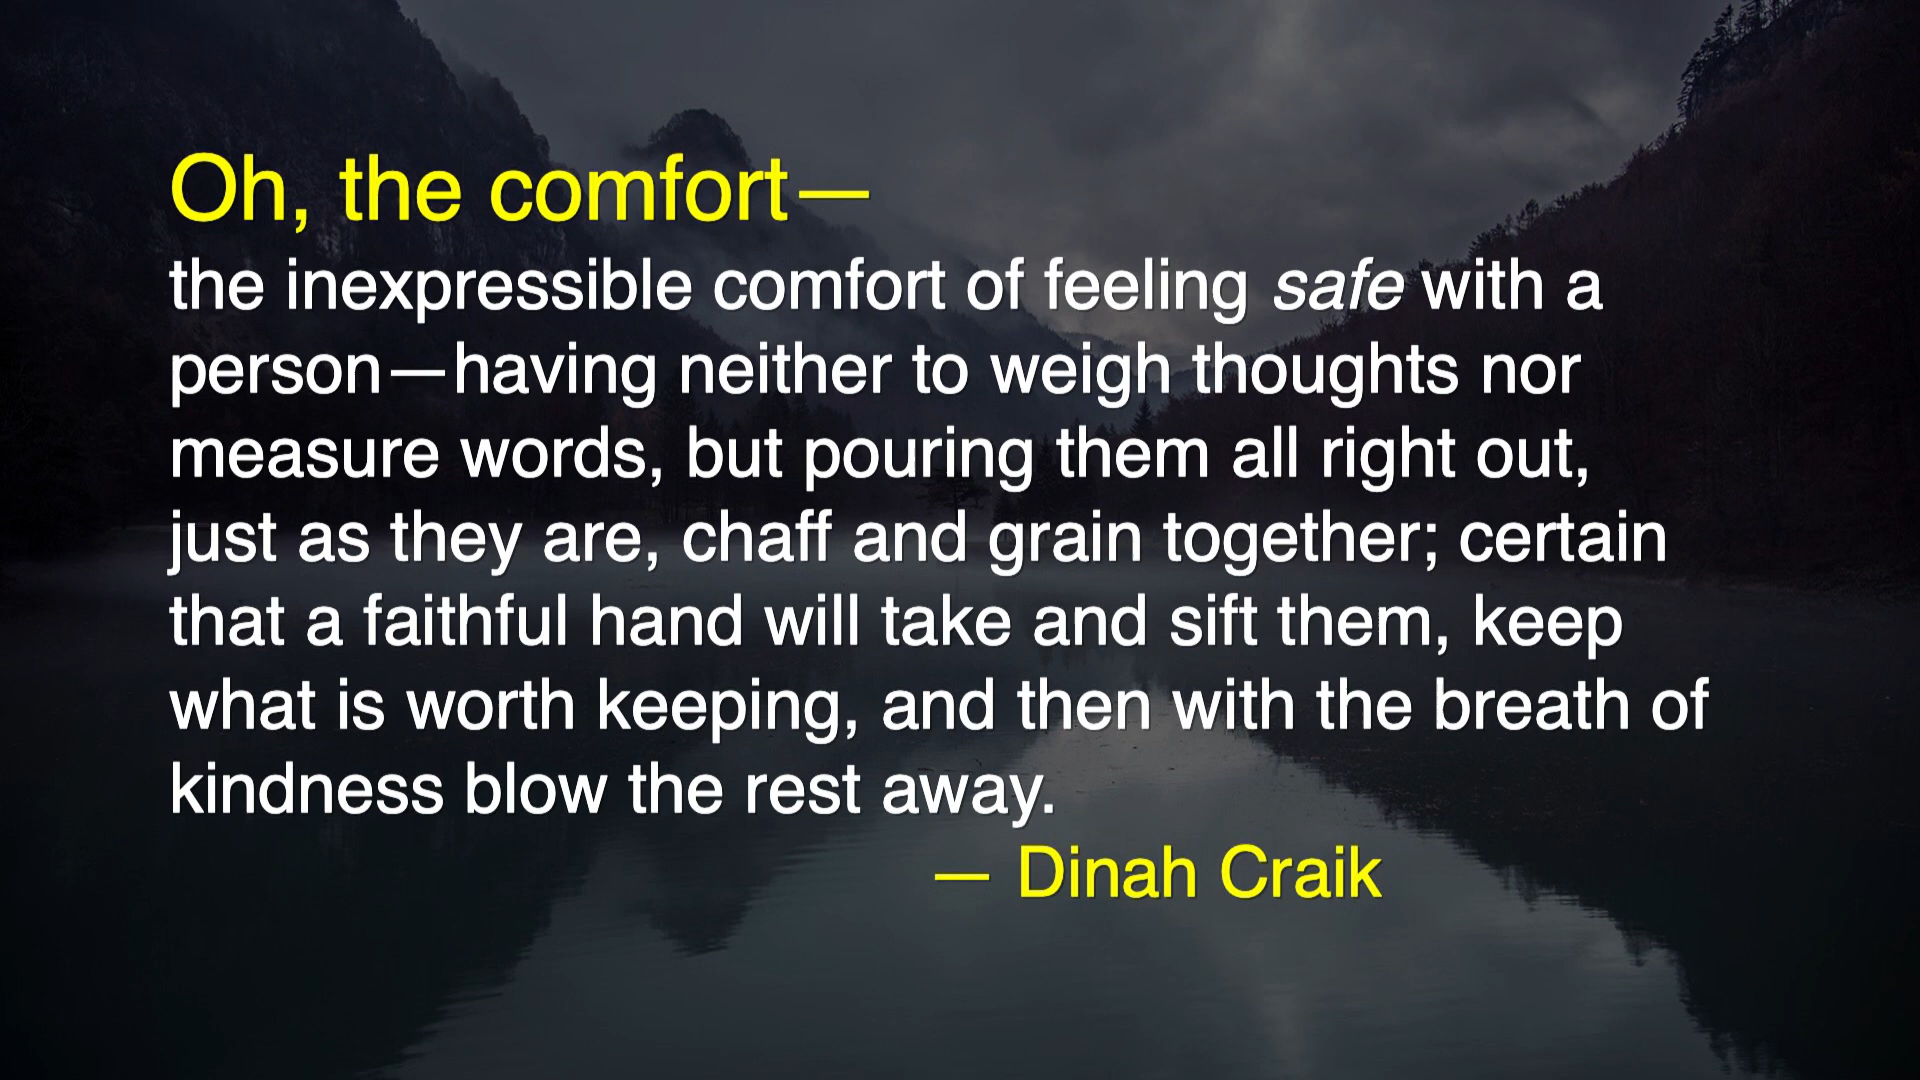 Oh, the comfort—
the inexpressible comfort of feeling safe with a
person—having neither to weigh thoughts nor
measure words, but pouring them all right out,
just as they are, chaff and grain together; certain
that a faithful hand will take and sift them, keep
what is worth keeping, and then with the breath of
kindness blow the rest away.
— Dinah Craik